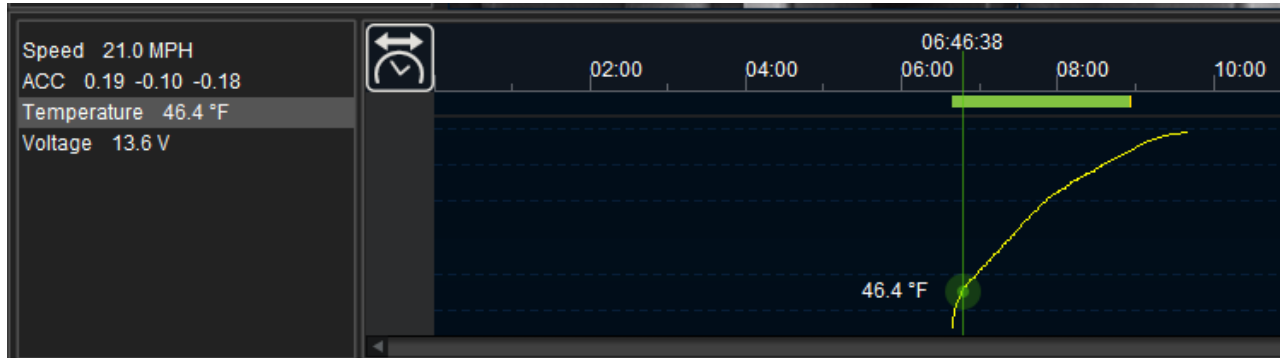 Speed 21.0 MPH
ACC 0.19 -0.10 -0.18
Temperature 46.4 °F
Voltage 13.6 V
06:46:38
02:00 04:00 06:00 08:00 10:00
46.4 °F